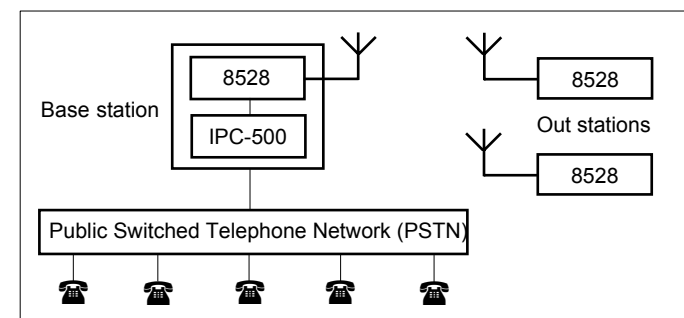 8528
8528
Base station
IPC-500
Out stations
8528
Public Switched Telephone Network (PSTN)